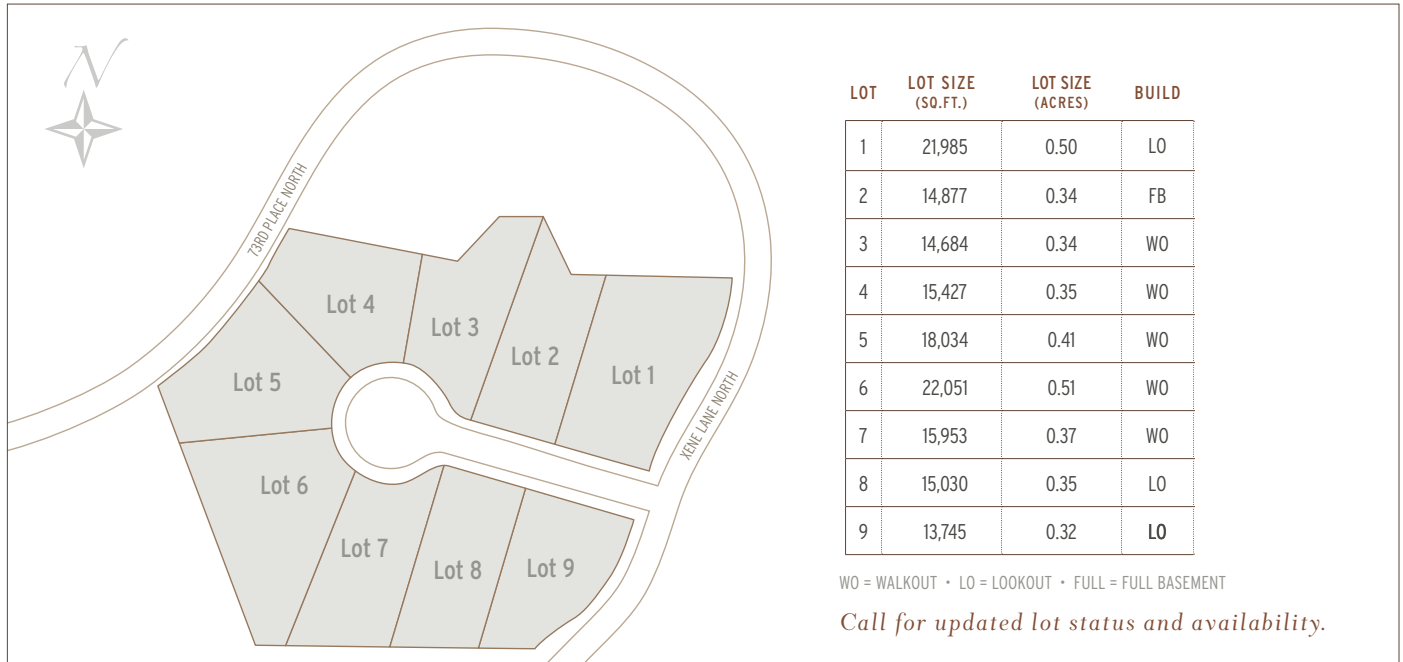 N
73RD PLACE NORTH
Lot 4
Lot 3
Lot 2
Lot 1
Lot 5
XENE LANE NORTH
Lot 6
Lot 7
Lot 8
Lot 9
LOT LOT SIZE (SQ.FT.) LOT SIZE (ACRES) BUILD
1 21,985 0.50 LO
2 14,877 0.34 FB
3 14,684 0.34 WO
4 15,427 0.35 WO
5 18,034 0.41 WO
6 22,051 0.51 WO
7 15,953 0.37 WO
8 15,030 0.35 LO
9 13,745 0.32 LO
WO = WALKOUT • LO = LOOKOUT • FULL = FULL BASEMENT
Call for updated lot status and availability.